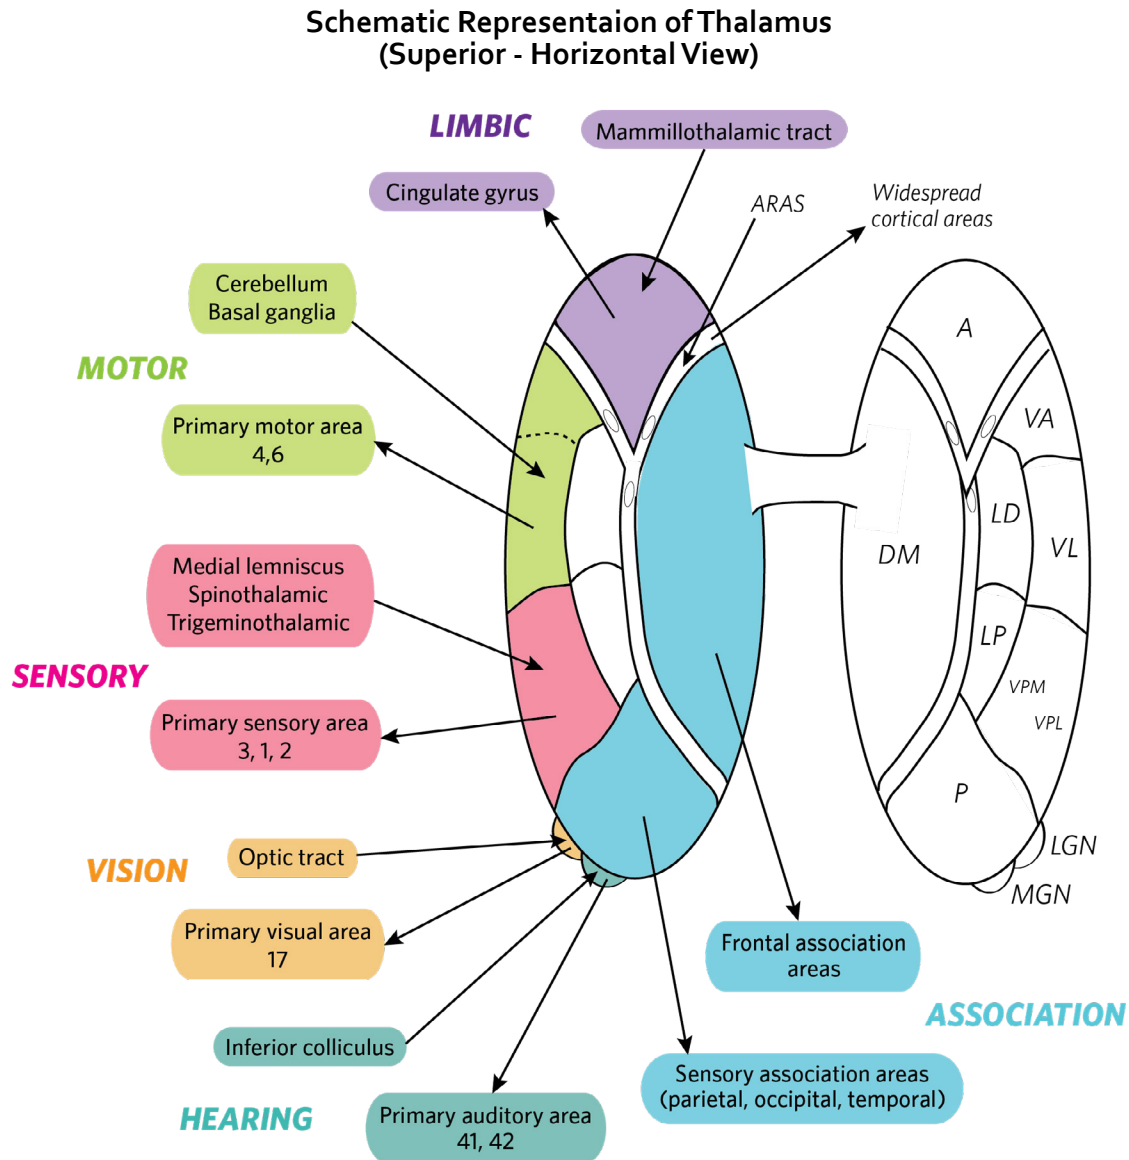 Schematic Representaion of Thalamus
(Superior - Horizontal View)
LIMBIC
Mammillothalamic tract
Cingulate gyrus
ARAS
Widespread
cortical areas
Cerebellum
Basal ganglia
MOTOR
Primary motor area
4,6
Medial lemniscus
Spinothalamic
Trigeminothalamic
SENSORY
Primary sensory area
3, 1, 2
VISION
Optic tract
Primary visual area
17
Inferior colliculus
HEARING
Primary auditory area
41, 42
A
VA
LD
VL
DM
LP
VPM
VPL
P
LGN
MGN
Frontal association
areas
ASSOCIATION
Sensory association areas
(parietal, occipital, temporal)